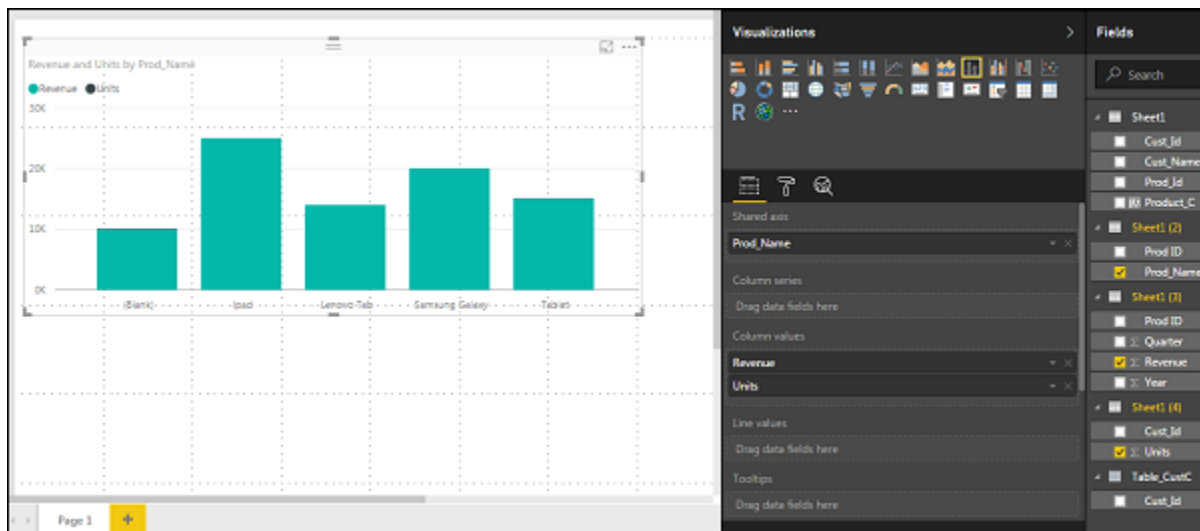 Revenue and Units by Prod_Name
Revenue Units
30K
20K
10K
0K
(Blank) Ipad Lenovo Tab Samsung Galexy Tablet
Page 1 +
Visualizations
R ...
Shared axis
Prod_Name
Column series
Drag data fields here
Column values
Revenue
Units
Line values
Drag data fields here
Tooltips
Drag data fields here
Fields
Search
Sheet1
Cust_Id
Cust_Name
Prod_Id
Product_C
Sheet1 (2)
Prod ID
Prod_Name
Sheet1 (3)
Prod ID
Σ Quarter
Σ Revenue
Σ Year
Sheet1 (4)
Cust_Id
Σ Units
Table_CustC
Cust_Id